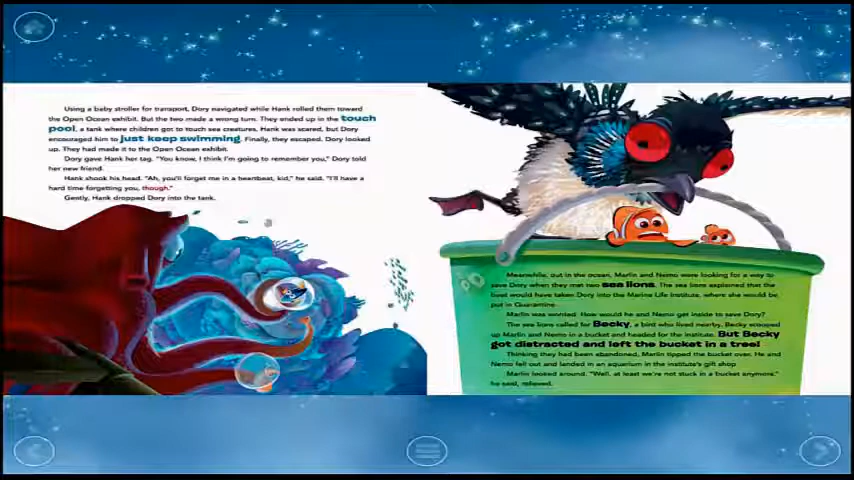 Using a baby stroller for transport, Dory navigated while Hank rolled them toward
the Open Ocean exhibit. But the two made a wrong turn. They ended up in the touch
pool, a tank where children got to touch sea creatures. Hank was scared, but Dory
encouraged him to just keep swimming. Finally, they escaped. Dory looked
up. They had made it to the Open Ocean exhibit.
Dory gave Hank her tag. "You know, I think I'm going to remember you," Dory told
her new friend.
Hank shook his head. "Ah, you'll forget me in a heartbeat, kid," he said. "I'll have a
hard time forgetting you, though."
Gently, Hank dropped Dory into the tank.
Meanwhile, out in the ocean, Marlin and Nemo were looking for a way to
save Dory when they met two sea lions. The sea lions explained that the
boat would have taken Dory into the Marine Life Institute, where she would be
put in Quarantine.
Marlin was worried. How would he and Nemo get inside to save Dory?
The sea lions called for Becky, a bird who lived nearby. Becky scooped
up Marlin and Nemo in a bucket and headed for the institute. But Becky
got distracted and left the bucket in a tree!
Thinking they had been abandoned, Marlin tipped the bucket over. He and
Nemo fell out and landed in an aquarium in the institute's gift shop.
Marlin looked around. "Well, at least we're not stuck in a bucket anymore,"
he said, relieved.